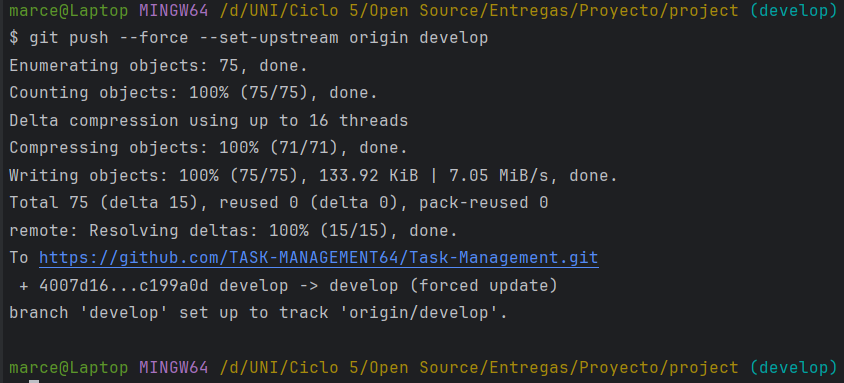 marce@Laptop MINGW64 /d/UNI/Ciclo 5/Open Source/Entregas/Proyecto/project (develop)
$ git push --force --set-upstream origin develop
Enumerating objects: 75, done.
Counting objects: 100% (75/75), done.
Delta compression using up to 16 threads
Compressing objects: 100% (71/71), done.
Writing objects: 100% (75/75), 133.92 KiB | 7.05 MiB/s, done.
Total 75 (delta 15), reused 0 (delta 0), pack-reused 0
remote: Resolving deltas: 100% (15/15), done.
To https://github.com/TASK-MANAGEMENT64/Task-Management.git
 + 4007d16...c199a0d develop -> develop (forced update)
branch 'develop' set up to track 'origin/develop'.
marce@Laptop MINGW64 /d/UNI/Ciclo 5/Open Source/Entregas/Proyecto/project (develop)